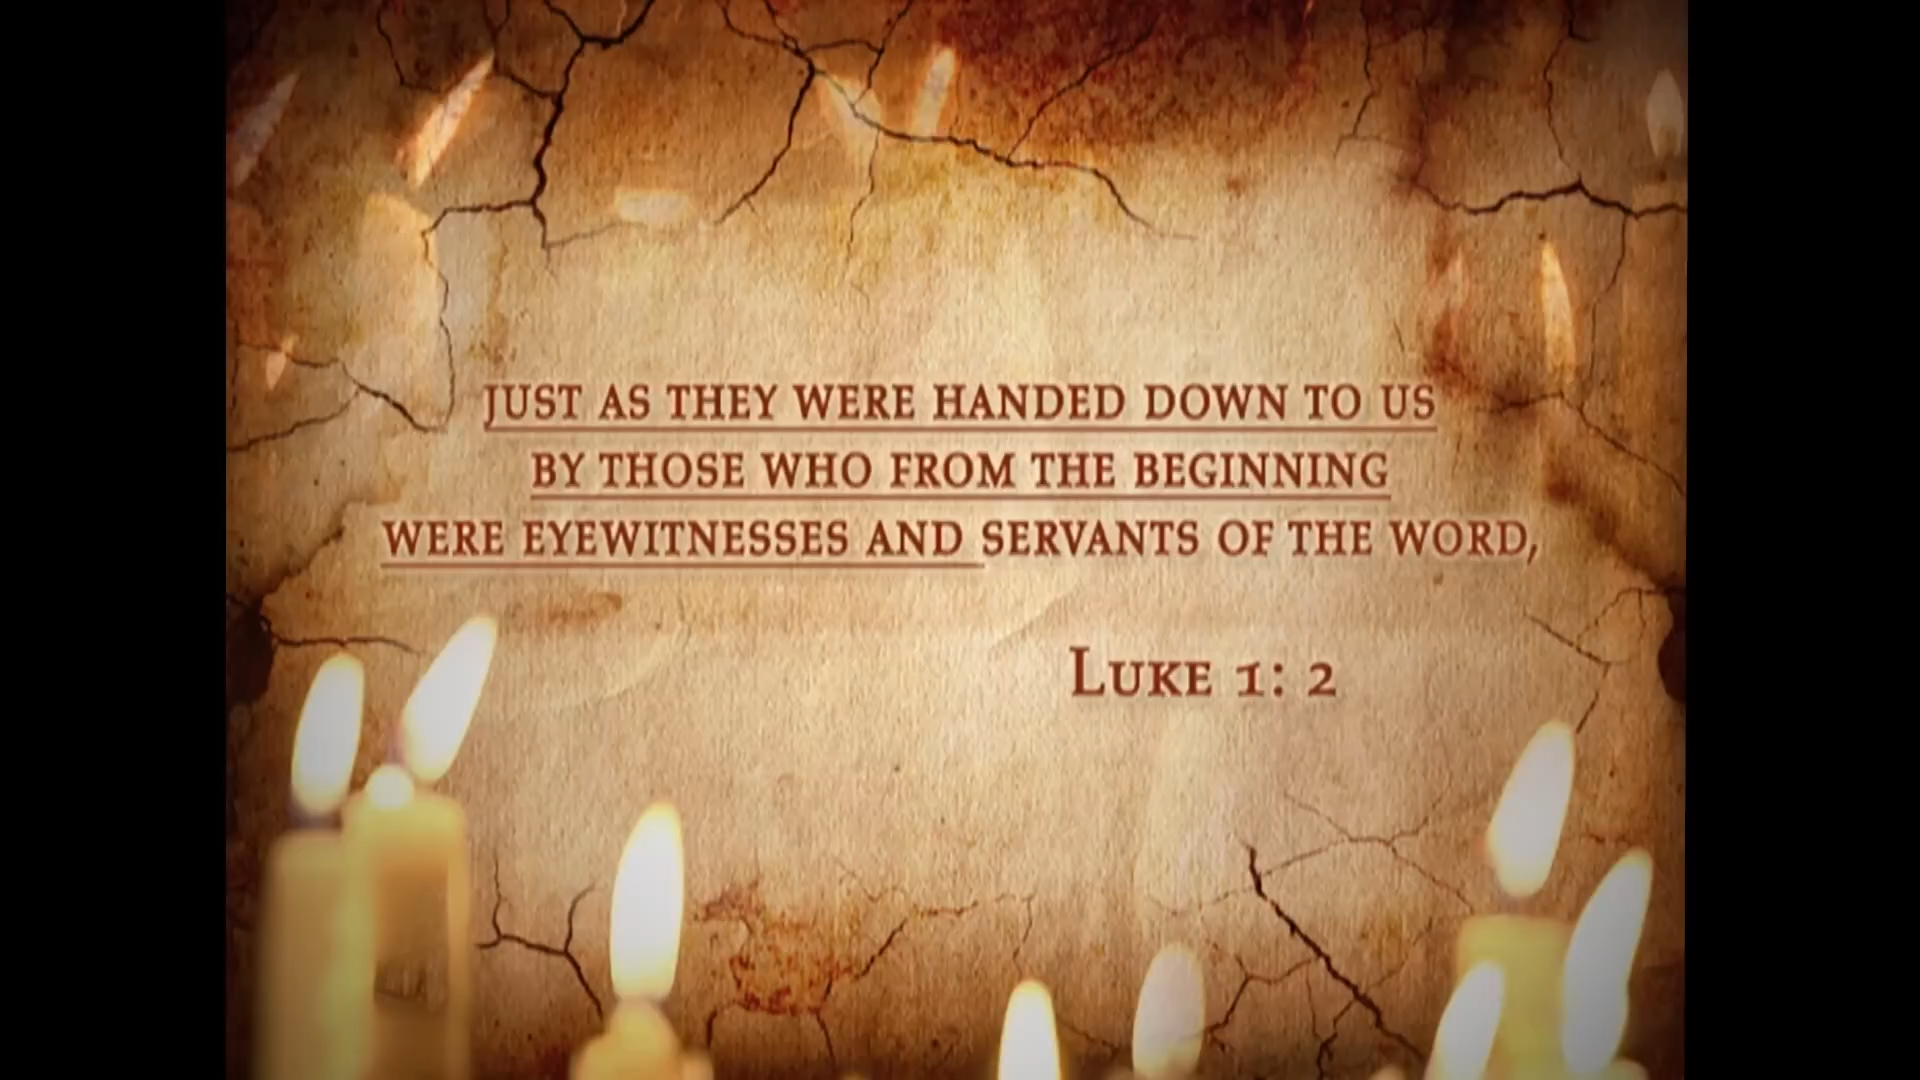 JUST AS THEY WERE HANDED DOWN TO US
BY THOSE WHO FROM THE BEGINNING
WERE EYEWITNESSES AND SERVANTS OF THE WORD,
LUKE 1: 2